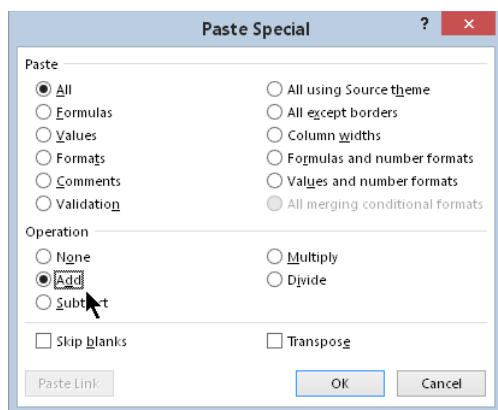 Paste Special ?
Paste
All
All using Source theme
Formulas
All except borders
Values
Column widths
Formats
Formulas and number formats
Comments
Values and number formats
Validation
All merging conditional formats
Operation
None
Multiply
Add
Divide
Subtract
Skip blanks
Transpose
Paste Link
OK
Cancel